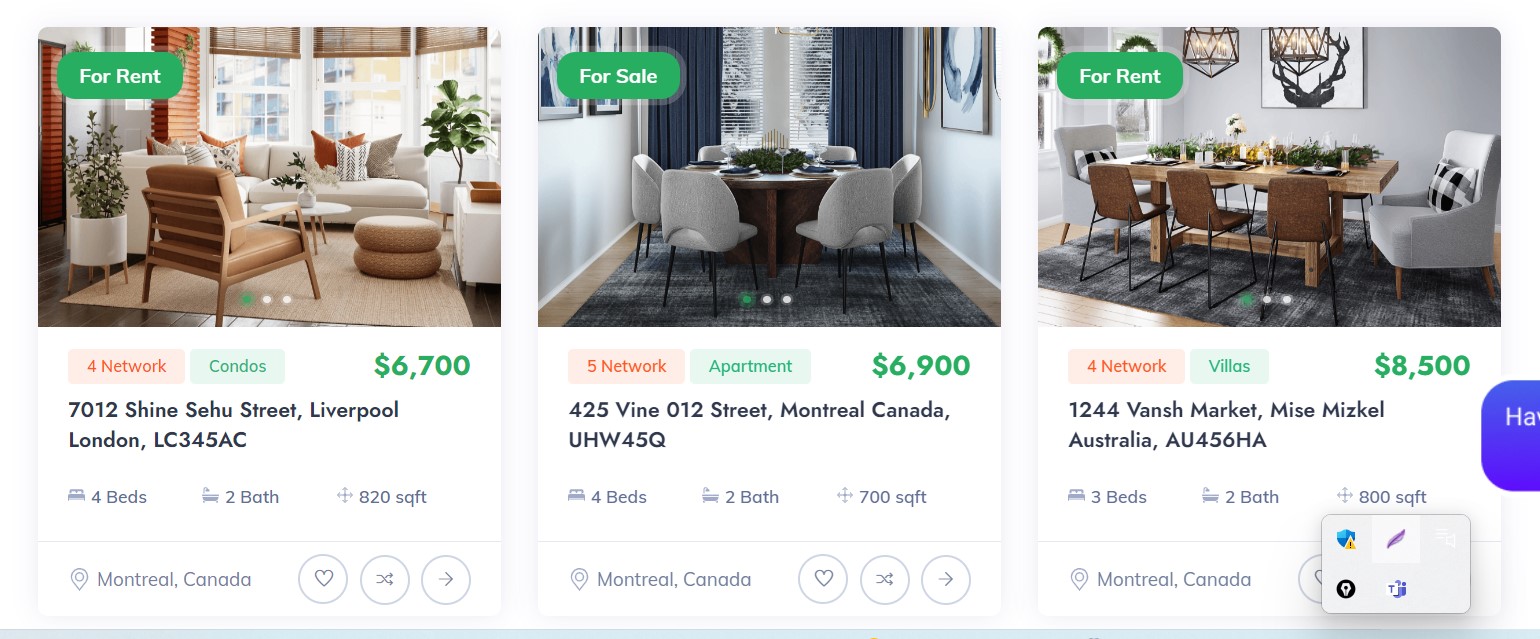 For Rent
4 Network Condos $6,700
7012 Shine Sehu Street, Liverpool
London, LC345AC
4 Beds 2 Bath 820 sqft
Montreal, Canada
For Sale
5 Network Apartment $6,900
425 Vine 012 Street, Montreal Canada,
UHW45Q
4 Beds 2 Bath 700 sqft
Montreal, Canada
For Rent
4 Network Villas $8,500
1244 Vansh Market, Mise Mizkel
Australia, AU456HA
3 Beds 2 Bath 800 sqft
Montreal, Canada